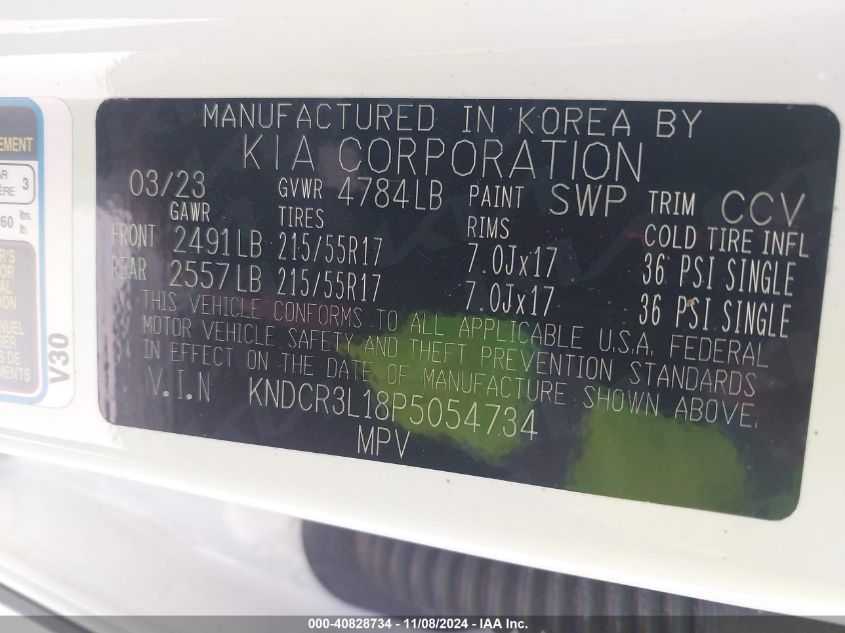 MANUFACTURED IN KOREA BY
KIA CORPORATION
03/23 GVWR 4784LB PAINT SWP TRIM CCV
GAWR TIRES RIMS COLD TIRE INFL
FRONT 2491LB 215/55R17 7.0Jx17 36 PSI SINGLE
REAR 2557LB 215/55R17 7.0Jx17 36 PSI SINGLE
THIS VEHICLE CONFORMS TO ALL APPLICABLE U.S.A. FEDERAL
MOTOR VEHICLE SAFETY AND THEFT PREVENTION STANDARDS
IN EFFECT ON THE DATE OF MANUFACTURE SHOWN ABOVE.
V.I.N KNDCR3L18P5054734
MPV
3
lbs.
V30
000-40828734 - 11/08/2024 - IAA Inc.